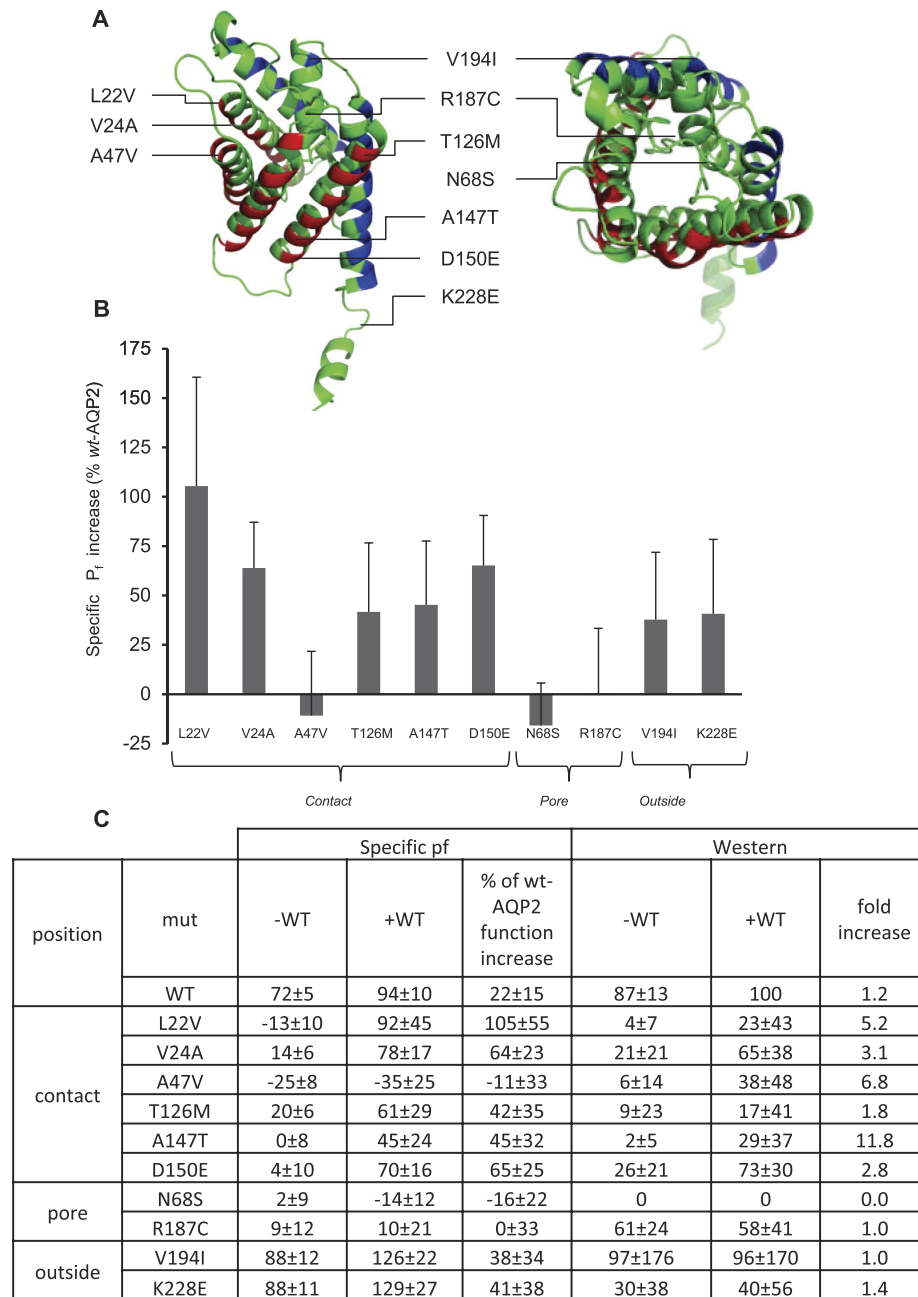 A
V194I
L22V
R187C
V24A
T126M
A47V
N68S
A147T
D150E
K228E
B
175
150
125
100
75
50
25
0
-25
Specific Pf increase (% wt-AQP2)
L22V V24A A47V T126M A147T D150E N68S R187C V194I K228E
Contact Pore Outside
C
Specific pf Western
position mut -WT +WT % of wt-AQP2 function increase -WT +WT fold increase
WT 72±5 94±10 22±15 87±13 100 1.2
contact L22V -13±10 92±45 105±55 4±7 23±43 5.2
V24A 14±6 78±17 64±23 21±21 65±38 3.1
A47V -25±8 -35±25 -11±33 6±14 38±48 6.8
T126M 20±6 61±29 42±35 9±23 17±41 1.8
A147T 0±8 45±24 45±32 2±5 29±37 11.8
D150E 4±10 70±16 65±25 26±21 73±30 2.8
pore N68S 2±9 -14±12 -16±22 0 0 0.0
R187C 9±12 10±21 0±33 61±24 58±41 1.0
outside V194I 88±12 126±22 38±34 97±176 96±170 1.0
K228E 88±11 129±27 41±38 30±38 40±56 1.4